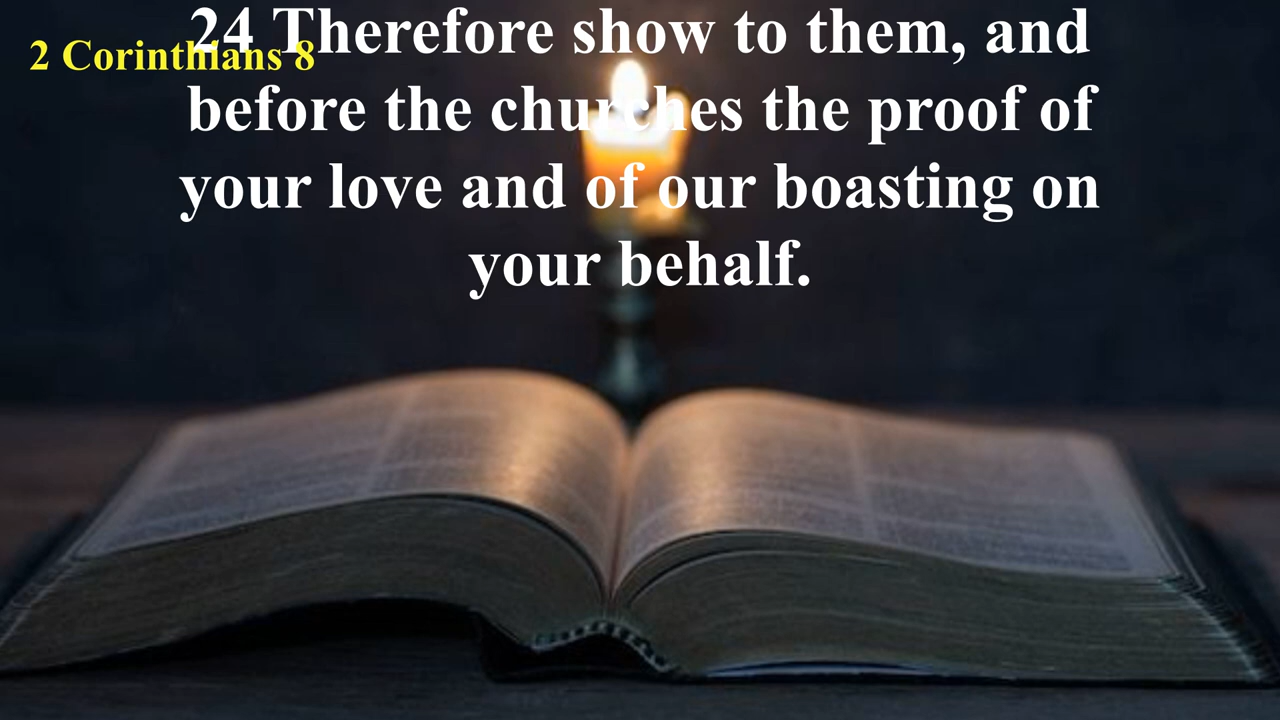 2 Corinthians 8
24 Therefore show to them, and
before the churches the proof of
your love and of our boasting on
your behalf.